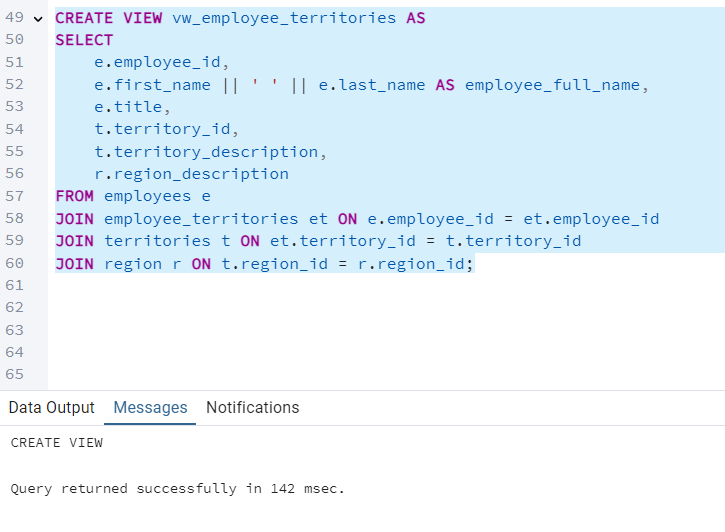 49 CREATE VIEW vw_employee_territories AS
50 SELECT
51     e.employee_id,
52     e.first_name || ' ' || e.last_name AS employee_full_name,
53     e.title,
54     t.territory_id,
55     t.territory_description,
56     r.region_description
57 FROM employees e
58 JOIN employee_territories et ON e.employee_id = et.employee_id
59 JOIN territories t ON et.territory_id = t.territory_id
60 JOIN region r ON t.region_id = r.region_id;
61
62
63
64
65
Data Output Messages Notifications
CREATE VIEW
Query returned successfully in 142 msec.